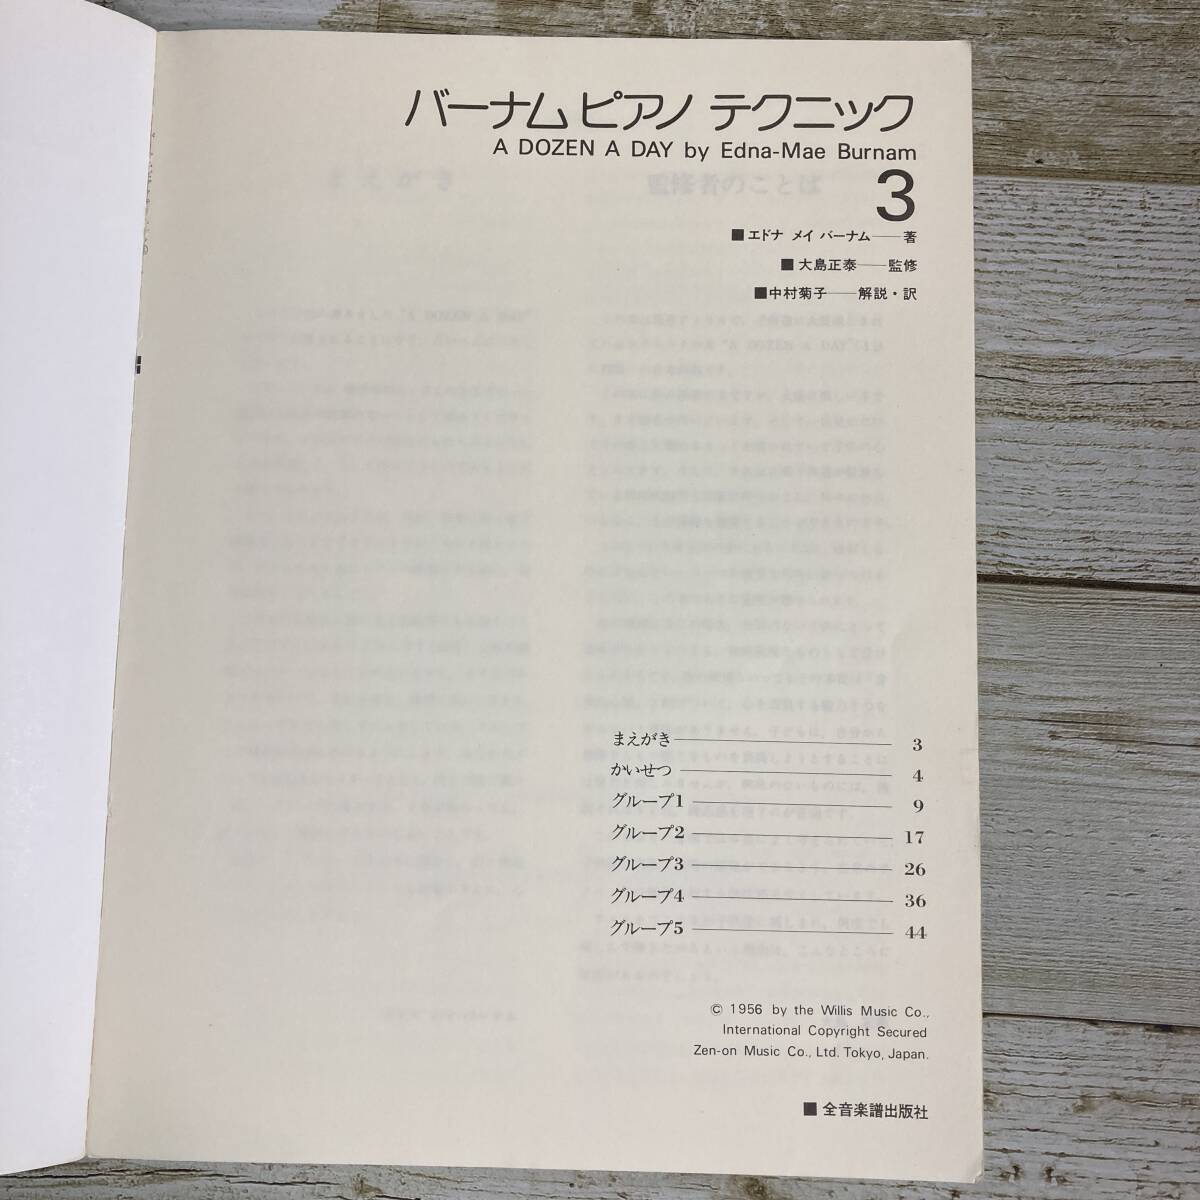 バーナム ピアノ テクニック
A DOZEN A DAY by Edna-Mae Burnam
3
■エドナ メイ バーナム──著
■大島正泰──監修
■中村菊子──解説・訳
まえがき 3
かいせつ 4
グループ1 9
グループ2 17
グループ3 26
グループ4 36
グループ5 44
© 1956 by the Willis Music Co.,
International Copyright Secured
Zen-on Music Co., Ltd. Tokyo, Japan.
■ 全音楽譜出版社